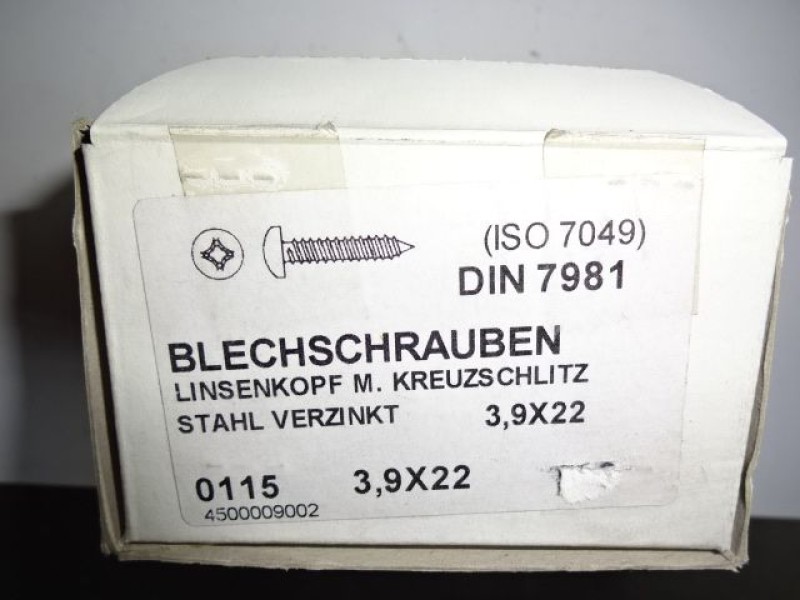 (ISO 7049)
DIN 7981
BLECHSCHRAUBEN
LINSENKOPF M. KREUZSCHLITZ
STAHL VERZINKT 3,9X22
0115 3,9X22
4500009002